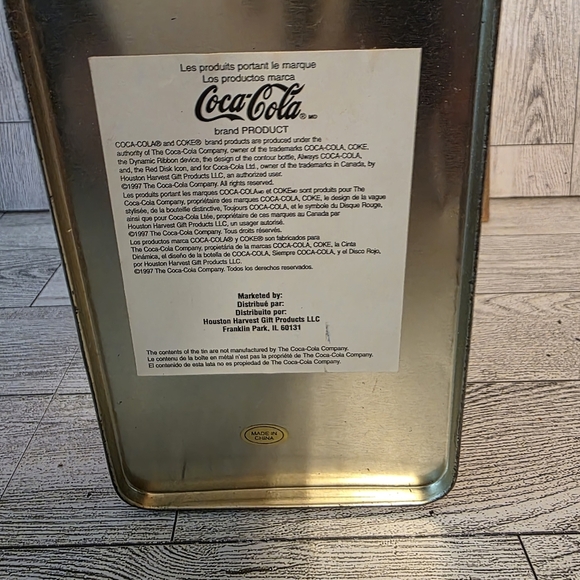 Les produits portant le marque
Los productos marca
Coca-Cola® MD
brand PRODUCT
COCA-COLA® and COKE® brand products are produced under the
authority of The Coca-Cola Company, owner of the trademarks COCA-COLA, COKE,
the Dynamic Ribbon device, the design of the contour bottle, Always COCA-COLA,
and the Red Disk Icon, and for Coca-Cola Ltd., owner of the trademarks in Canada, by
Houston Harvest Gift Products LLC, an authorized user.
©1997 The Coca-Cola Company. All rights reserved.
Les produits portant les marques COCA-COLAMD et COKEMD sont produits pour The
Coca-Cola Company, propriétaire des marques COCA-COLA, COKE, le design de la vague
stylisée, de la bouteille distinctive, Toujours COCA-COLA, et le symbole du Disque Rouge,
ainsi que pour Coca-Cola Ltée, propriétaire de ces marques au Canada par
Houston Harvest Gift Products LLC, un usager autorisé.
©1997 The Coca-Cola Company. Tous droits réservés.
Los productos marca COCA-COLA® y COKE® son fabricados para
The Coca-Cola Company, propietária de la marcas COCA-COLA, COKE, la Cinta
Dinámica, el diseño de la botella de COCA-COLA, Siempre COCA-COLA, y el Disco Rojo,
por Houston Harvest Gift Products LLC.
©1997 The Coca-Cola Company. Todos los derechos reservados.
Marketed by:
Distribué par:
Distribuito por:
Houston Harvest Gift Products LLC
Franklin Park, IL 60131
The contents of the tin are not manufactured by The Coca-Cola Company.
Le contenu de la boîte en métal n'est pas la propriété de The Coca-Cola Company.
El contenido de esta lata no es propiedad de The Coca-Cola Company.
MADE IN
CHINA